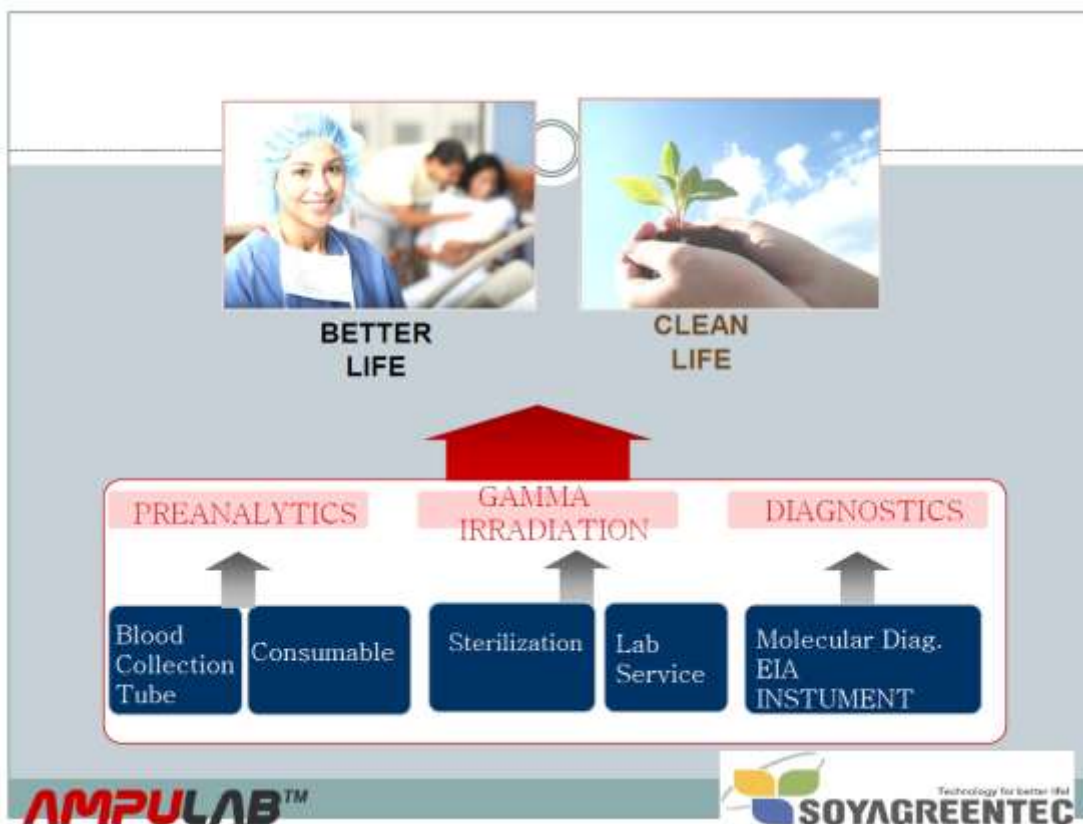 BETTER
LIFE
CLEAN
LIFE
PREANALYTICS
GAMMA
IRRADIATION
DIAGNOSTICS
Blood
Collection
Tube
Consumable
Sterilization
Lab
Service
Molecular Diag.
EIA
INSTUMENT
AMPULAB™
Technology for better life!
SOYAGREENTEC